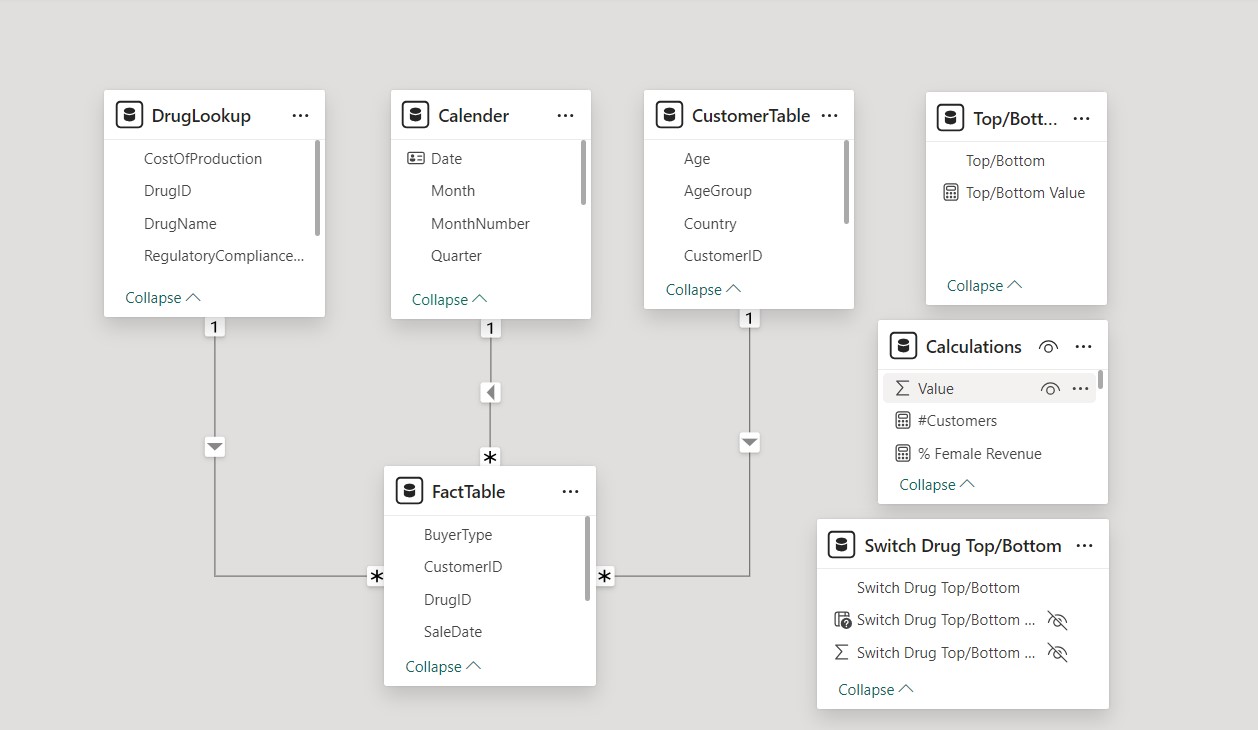 DrugLookup
CostOfProduction
DrugID
DrugName
RegulatoryCompliance...
Collapse
1
Calender
Date
Month
MonthNumber
Quarter
Collapse
1
*
CustomerTable
Age
AgeGroup
Country
CustomerID
Collapse
1
Top/Bott...
Top/Bottom
Top/Bottom Value
Collapse
Calculations
Σ Value
#Customers
% Female Revenue
Collapse
FactTable
BuyerType
CustomerID
DrugID
SaleDate
Collapse
*
*
Switch Drug Top/Bottom
Switch Drug Top/Bottom
Switch Drug Top/Bottom ...
Σ Switch Drug Top/Bottom ...
Collapse